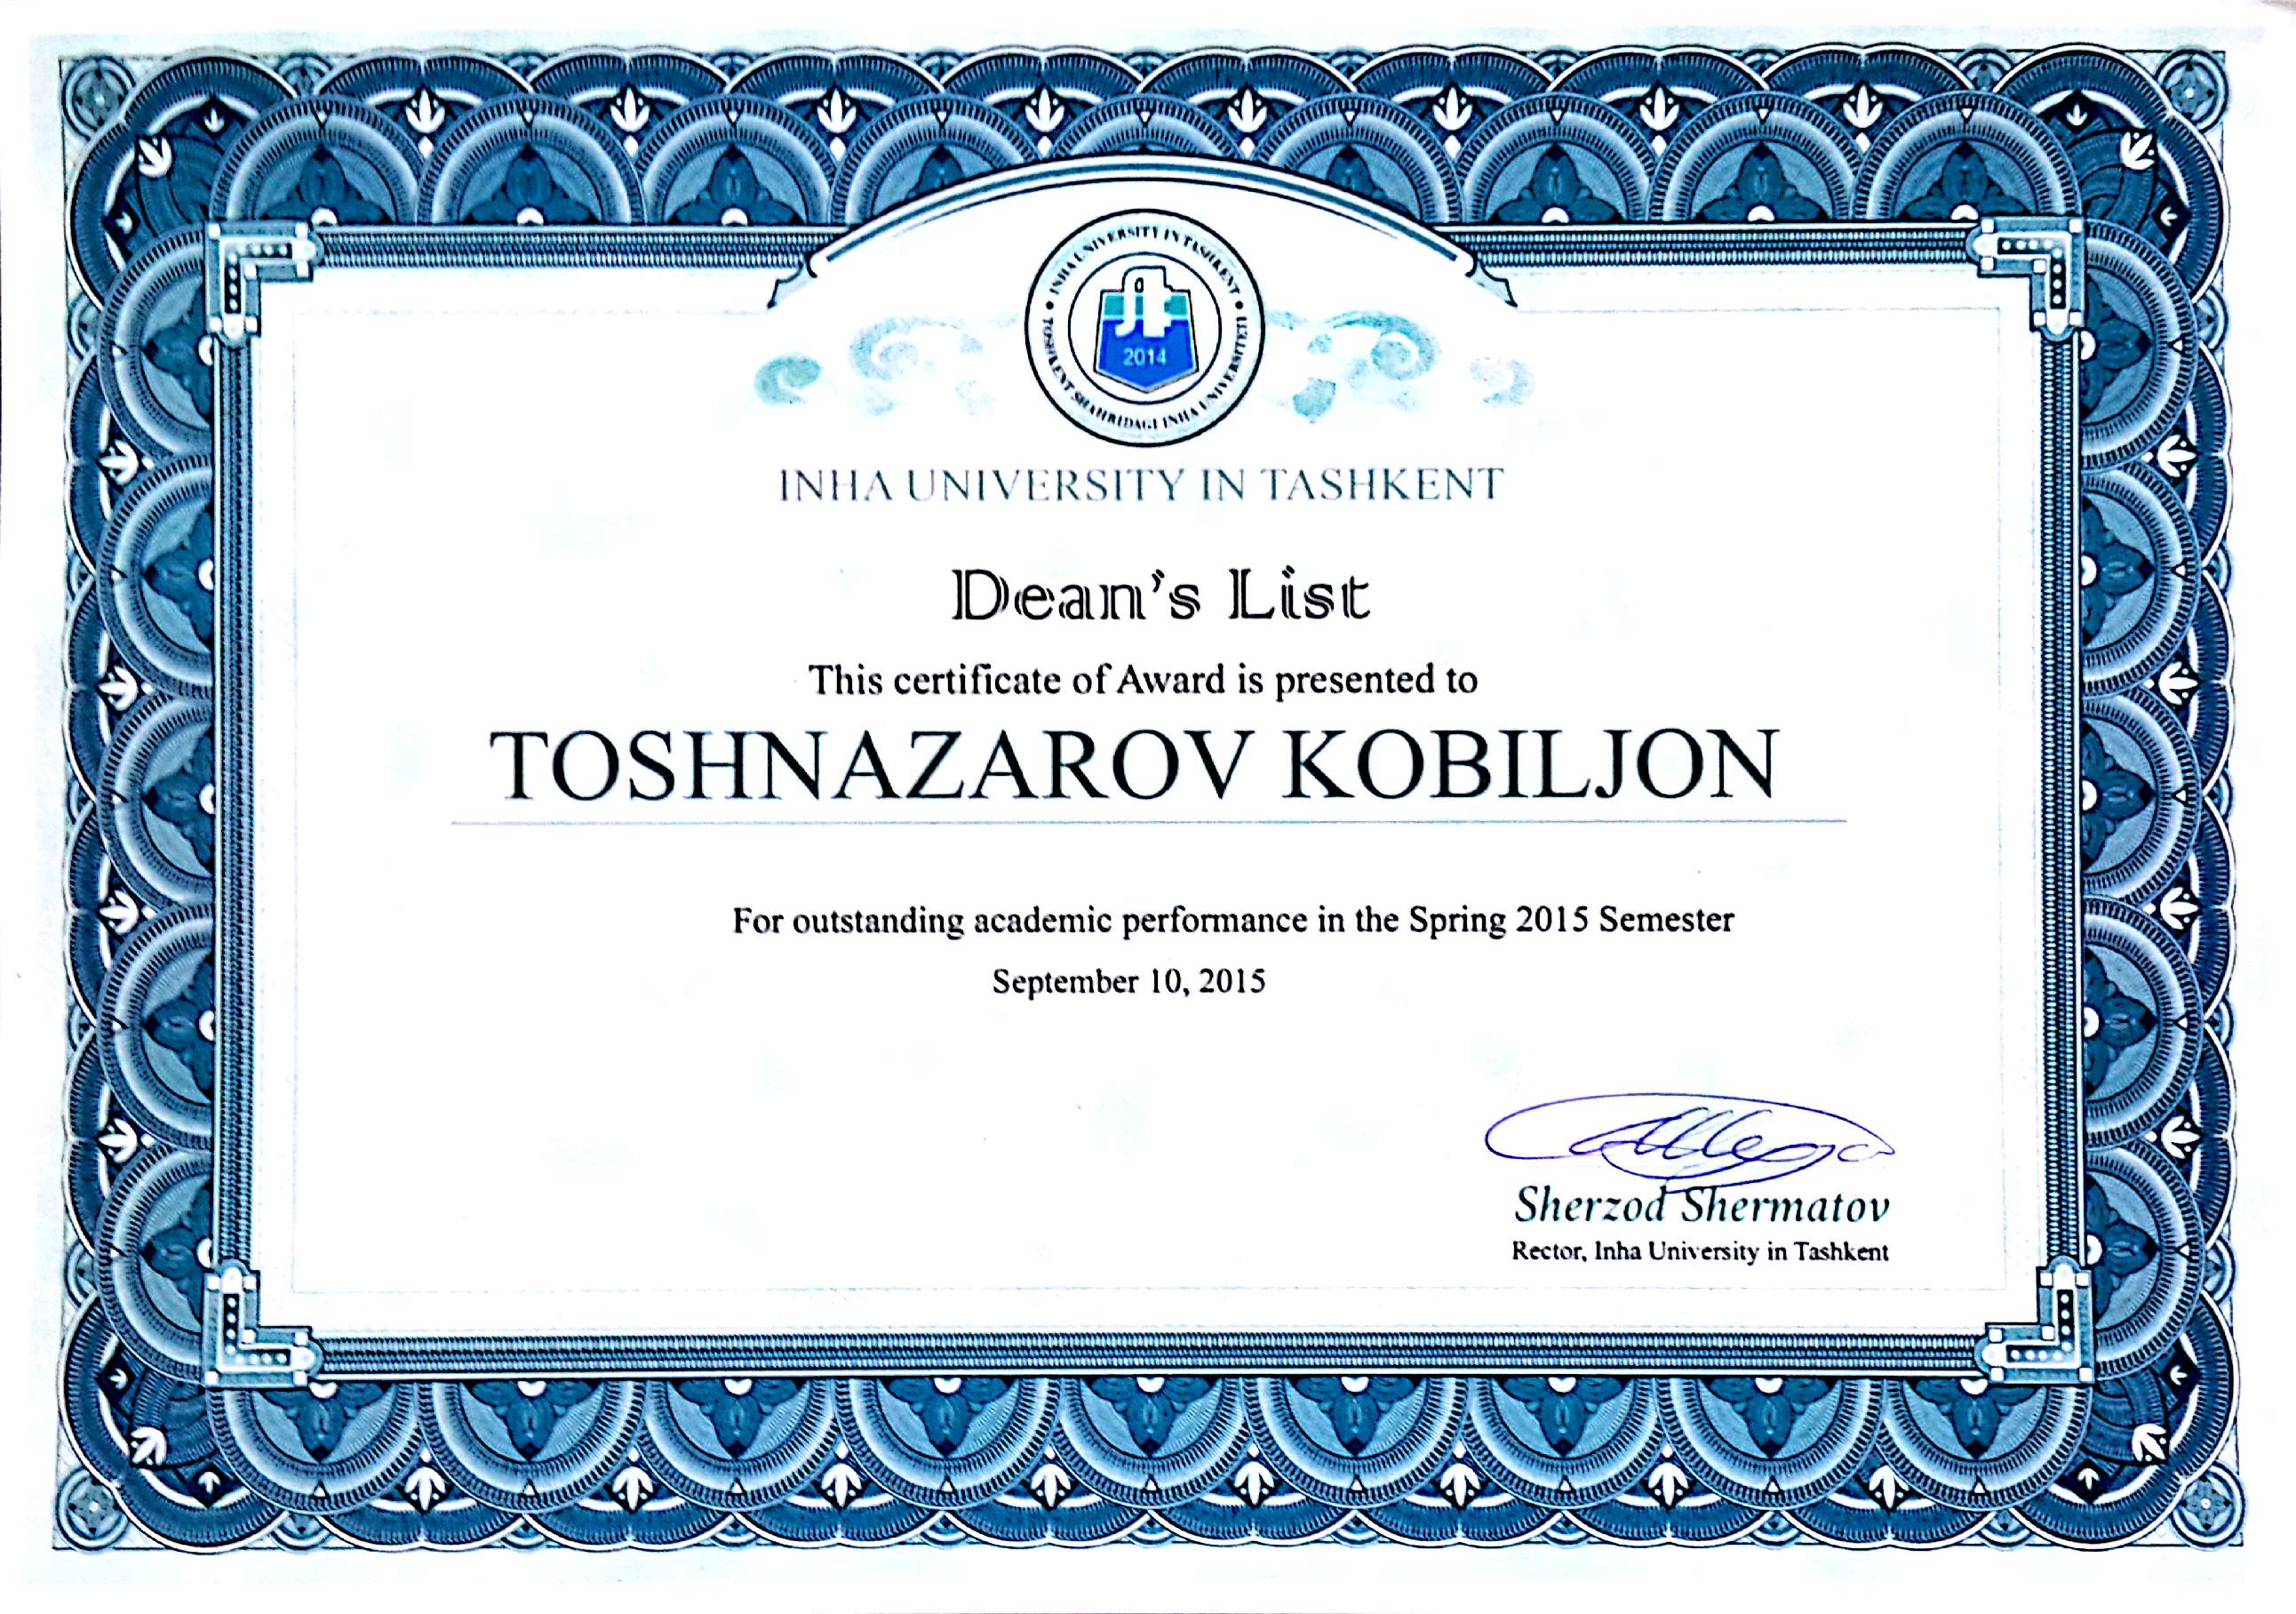 INHA UNIVERSITY IN TASHKENT
TOSHKENT SHAHRIDAGI INHA UNIVERSITETI
2014
INHA UNIVERSITY IN TASHKENT
Dean's List
This certificate of Award is presented to
TOSHNAZAROV KOBILJON
For outstanding academic performance in the Spring 2015 Semester
September 10, 2015
Sherzod Shermatov
Rector, Inha University in Tashkent